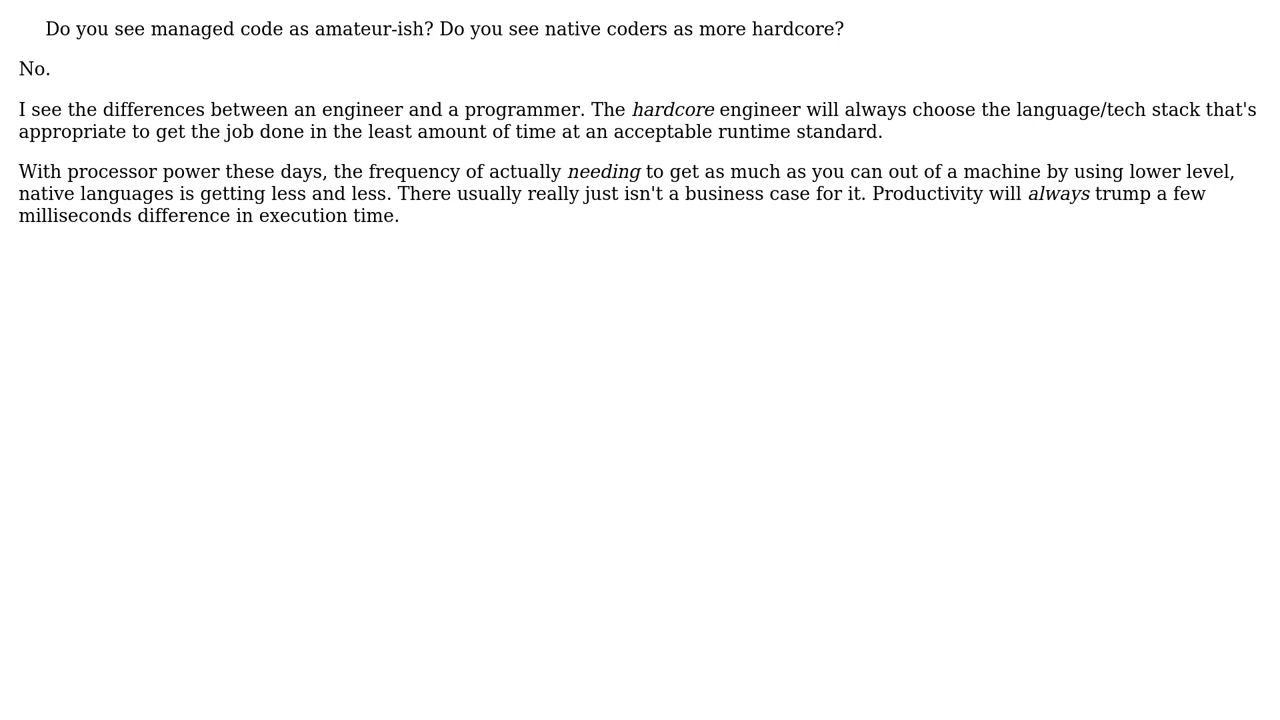 Do you see managed code as amateur-ish? Do you see native coders as more hardcore?
No.
I see the differences between an engineer and a programmer. The hardcore engineer will always choose the language/tech stack that's
appropriate to get the job done in the least amount of time at an acceptable runtime standard.
With processor power these days, the frequency of actually needing to get as much as you can out of a machine by using lower level,
native languages is getting less and less. There usually really just isn't a business case for it. Productivity will always trump a few
milliseconds difference in execution time.